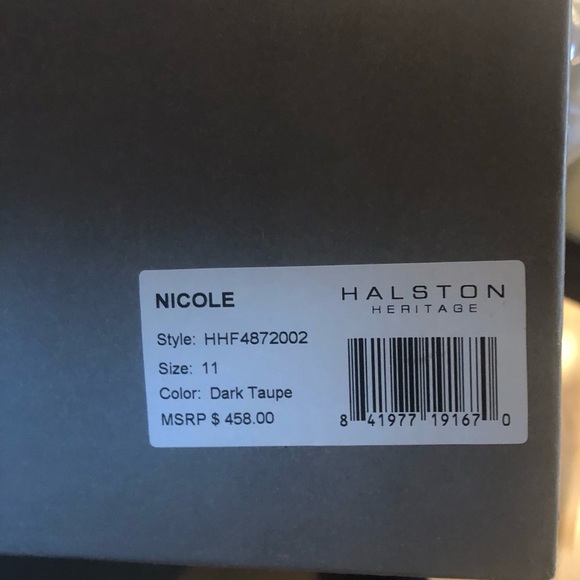 NICOLE
HALSTON
HERITAGE
Style: HHF4872002
Size: 11
Color: Dark Taupe
MSRP $ 458.00
8 41977 19167 0